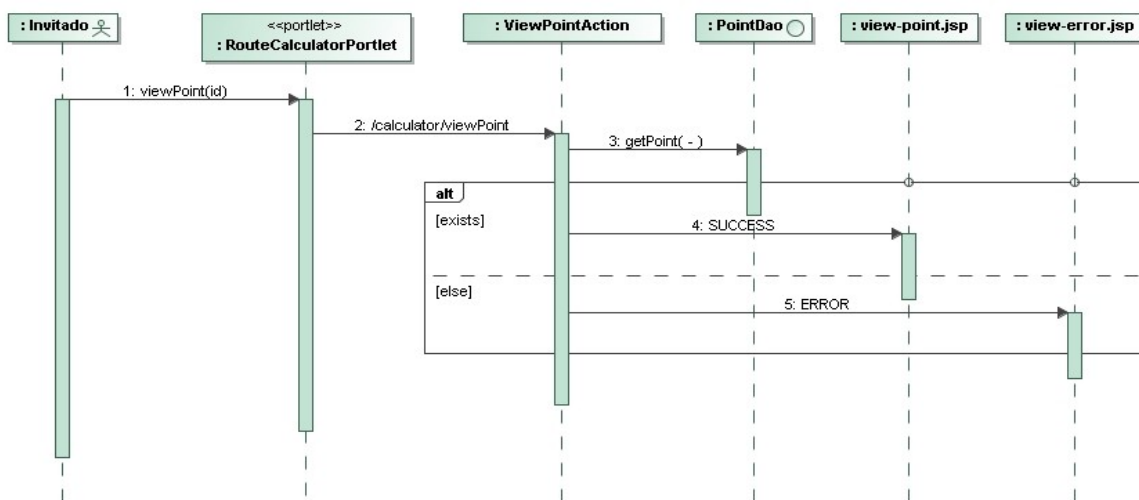 : Invitado
<<portlet>>
: RouteCalculatorPortlet
: ViewPointAction
: PointDao
: view-point.jsp
: view-error.jsp
1: viewPoint(id)
2: /calculator/viewPoint
3: getPoint( - )
alt
[exists]
4: SUCCESS
[else]
5: ERROR